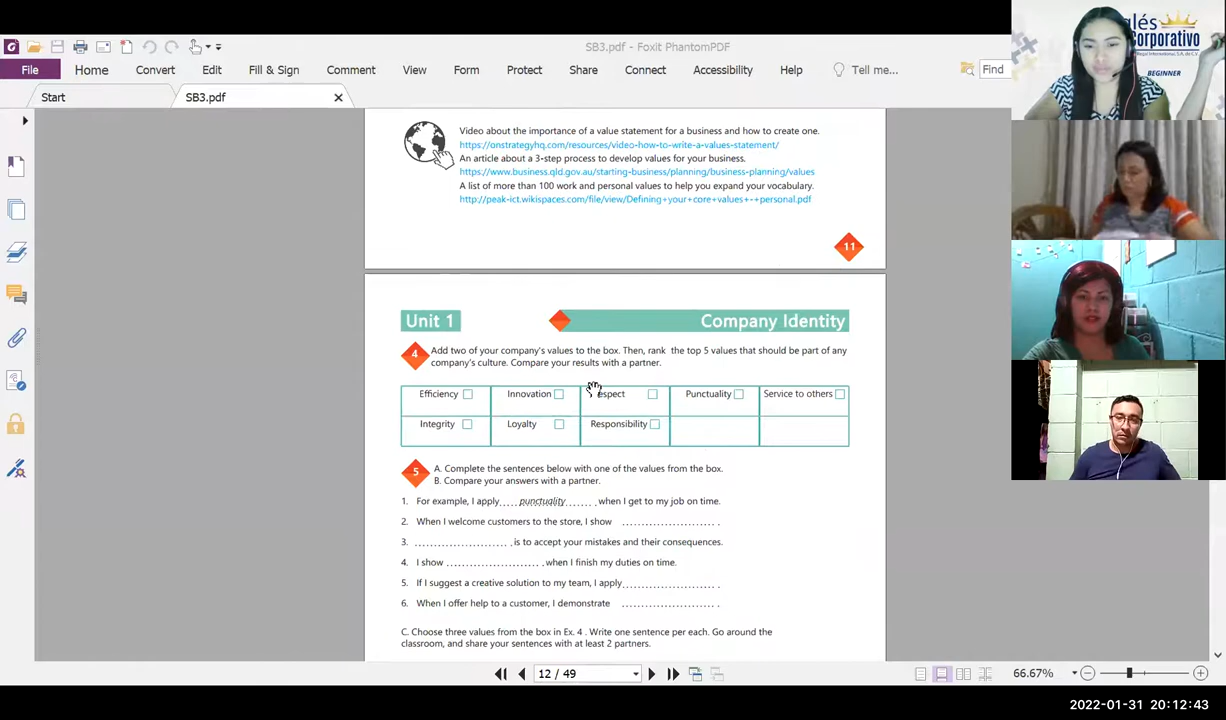 SB3.pdf - Foxit PhantomPDF
File Home Convert Edit Fill & Sign Comment View Form Protect Share Connect Accessibility Help Tell me... Find
Start SB3.pdf
glés
Corporativo
Regal International, S.A. de C.V.
BEGINNER
Video about the importance of a value statement for a business and how to create one.
https://onstrategyhq.com/resources/video-how-to-write-a-values-statement/
An article about a 3-step process to develop values for your business.
https://www.business.qld.gov.au/starting-business/planning/business-planning/values
A list of more than 100 work and personal values to help you expand your vocabulary.
http://peak-ict.wikispaces.com/file/view/Defining+your+core+values+-+personal.pdf
11
Unit 1 Company Identity
4 Add two of your company's values to the box. Then, rank the top 5 values that should be part of any
company's culture. Compare your results with a partner.
Efficiency Innovation espect Punctuality Service to others
Integrity Loyalty Responsibility
5 A. Complete the sentences below with one of the values from the box.
B. Compare your answers with a partner.
1. For example, I apply.....punctuality.......,when I get to my job on time.
2. When I welcome customers to the store, I show ........................ .
3. ........................, is to accept your mistakes and their consequences.
4. I show ........................, when I finish my duties on time.
5. If I suggest a creative solution to my team, I apply........................ .
6. When I offer help to a customer, I demonstrate ........................ .
C. Choose three values from the box in Ex. 4 . Write one sentence per each. Go around the
classroom, and share your sentences with at least 2 partners.
12 / 49 66.67%
2022-01-31 20:12:43